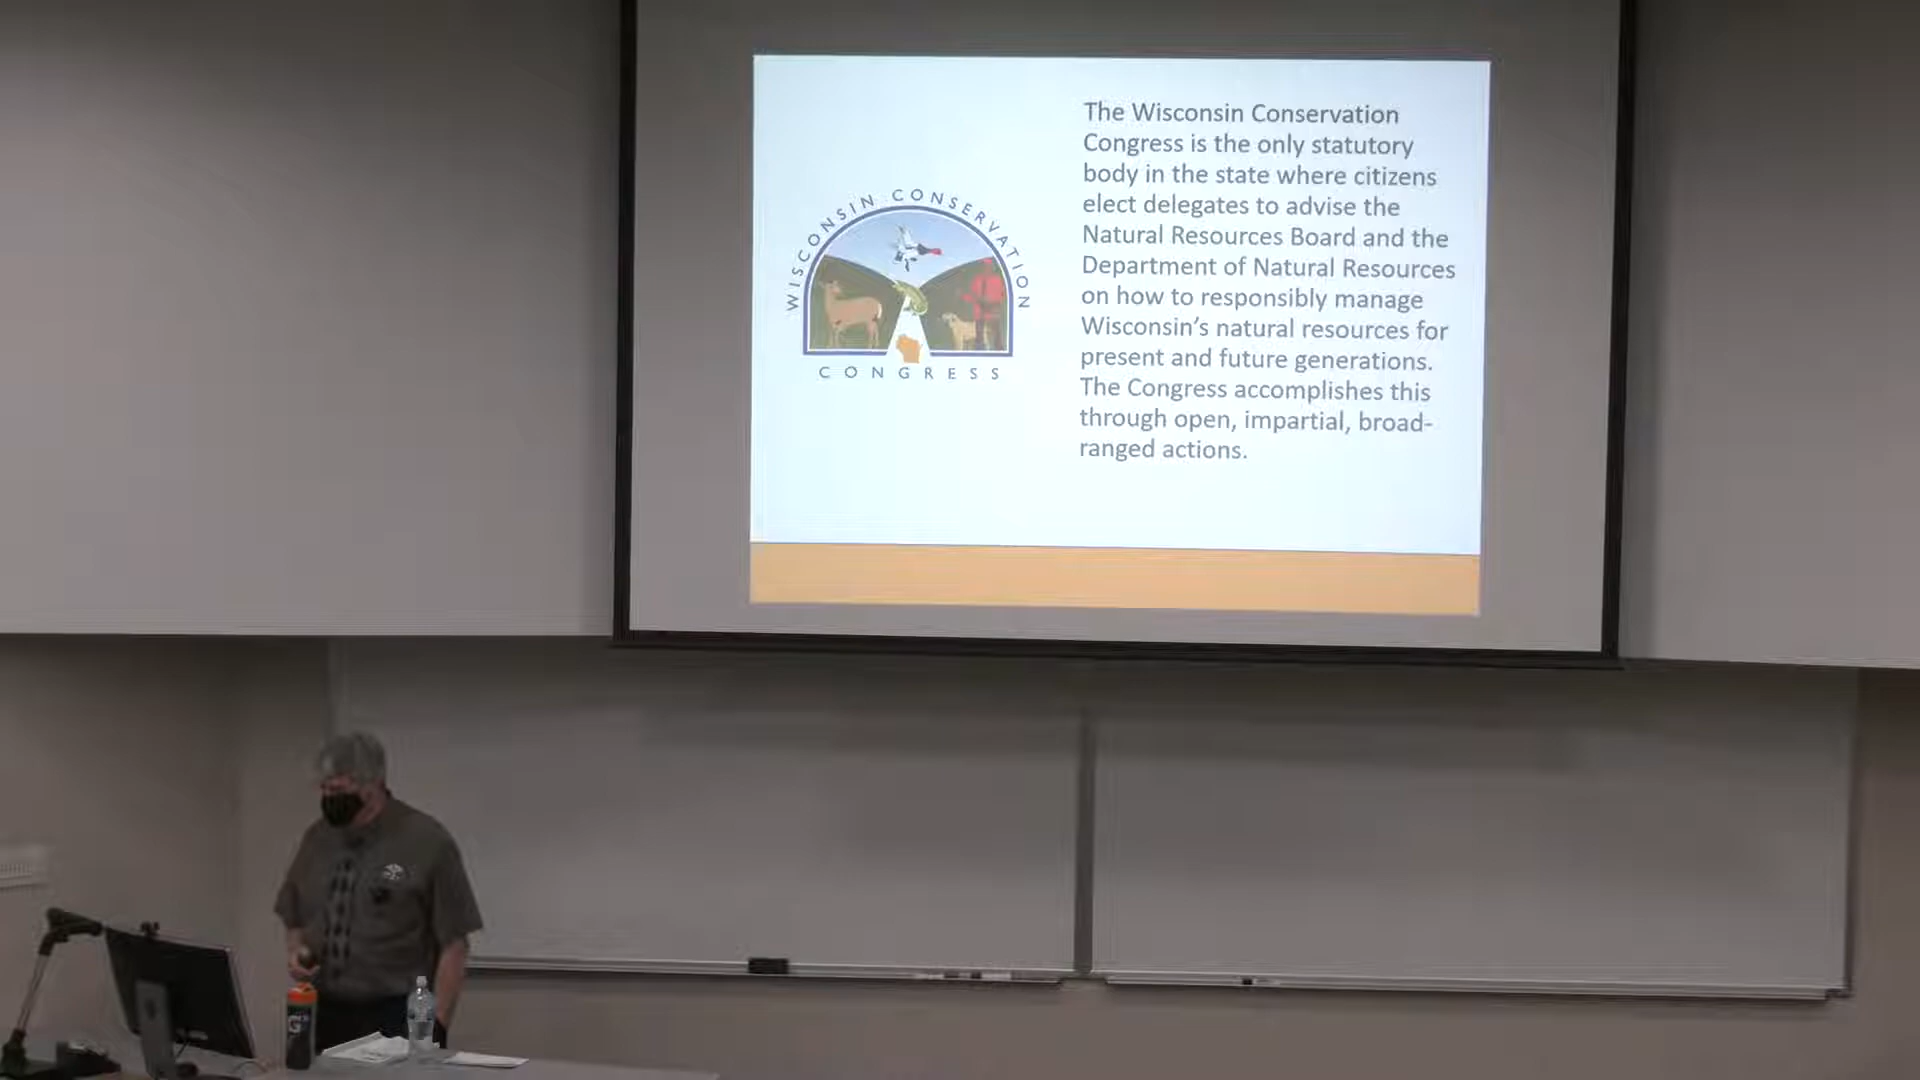 WISCONSIN CONSERVATION
CONGRESS
The Wisconsin Conservation
Congress is the only statutory
body in the state where citizens
elect delegates to advise the
Natural Resources Board and the
Department of Natural Resources
on how to responsibly manage
Wisconsin’s natural resources for
present and future generations.
The Congress accomplishes this
through open, impartial, broad-
ranged actions.
G